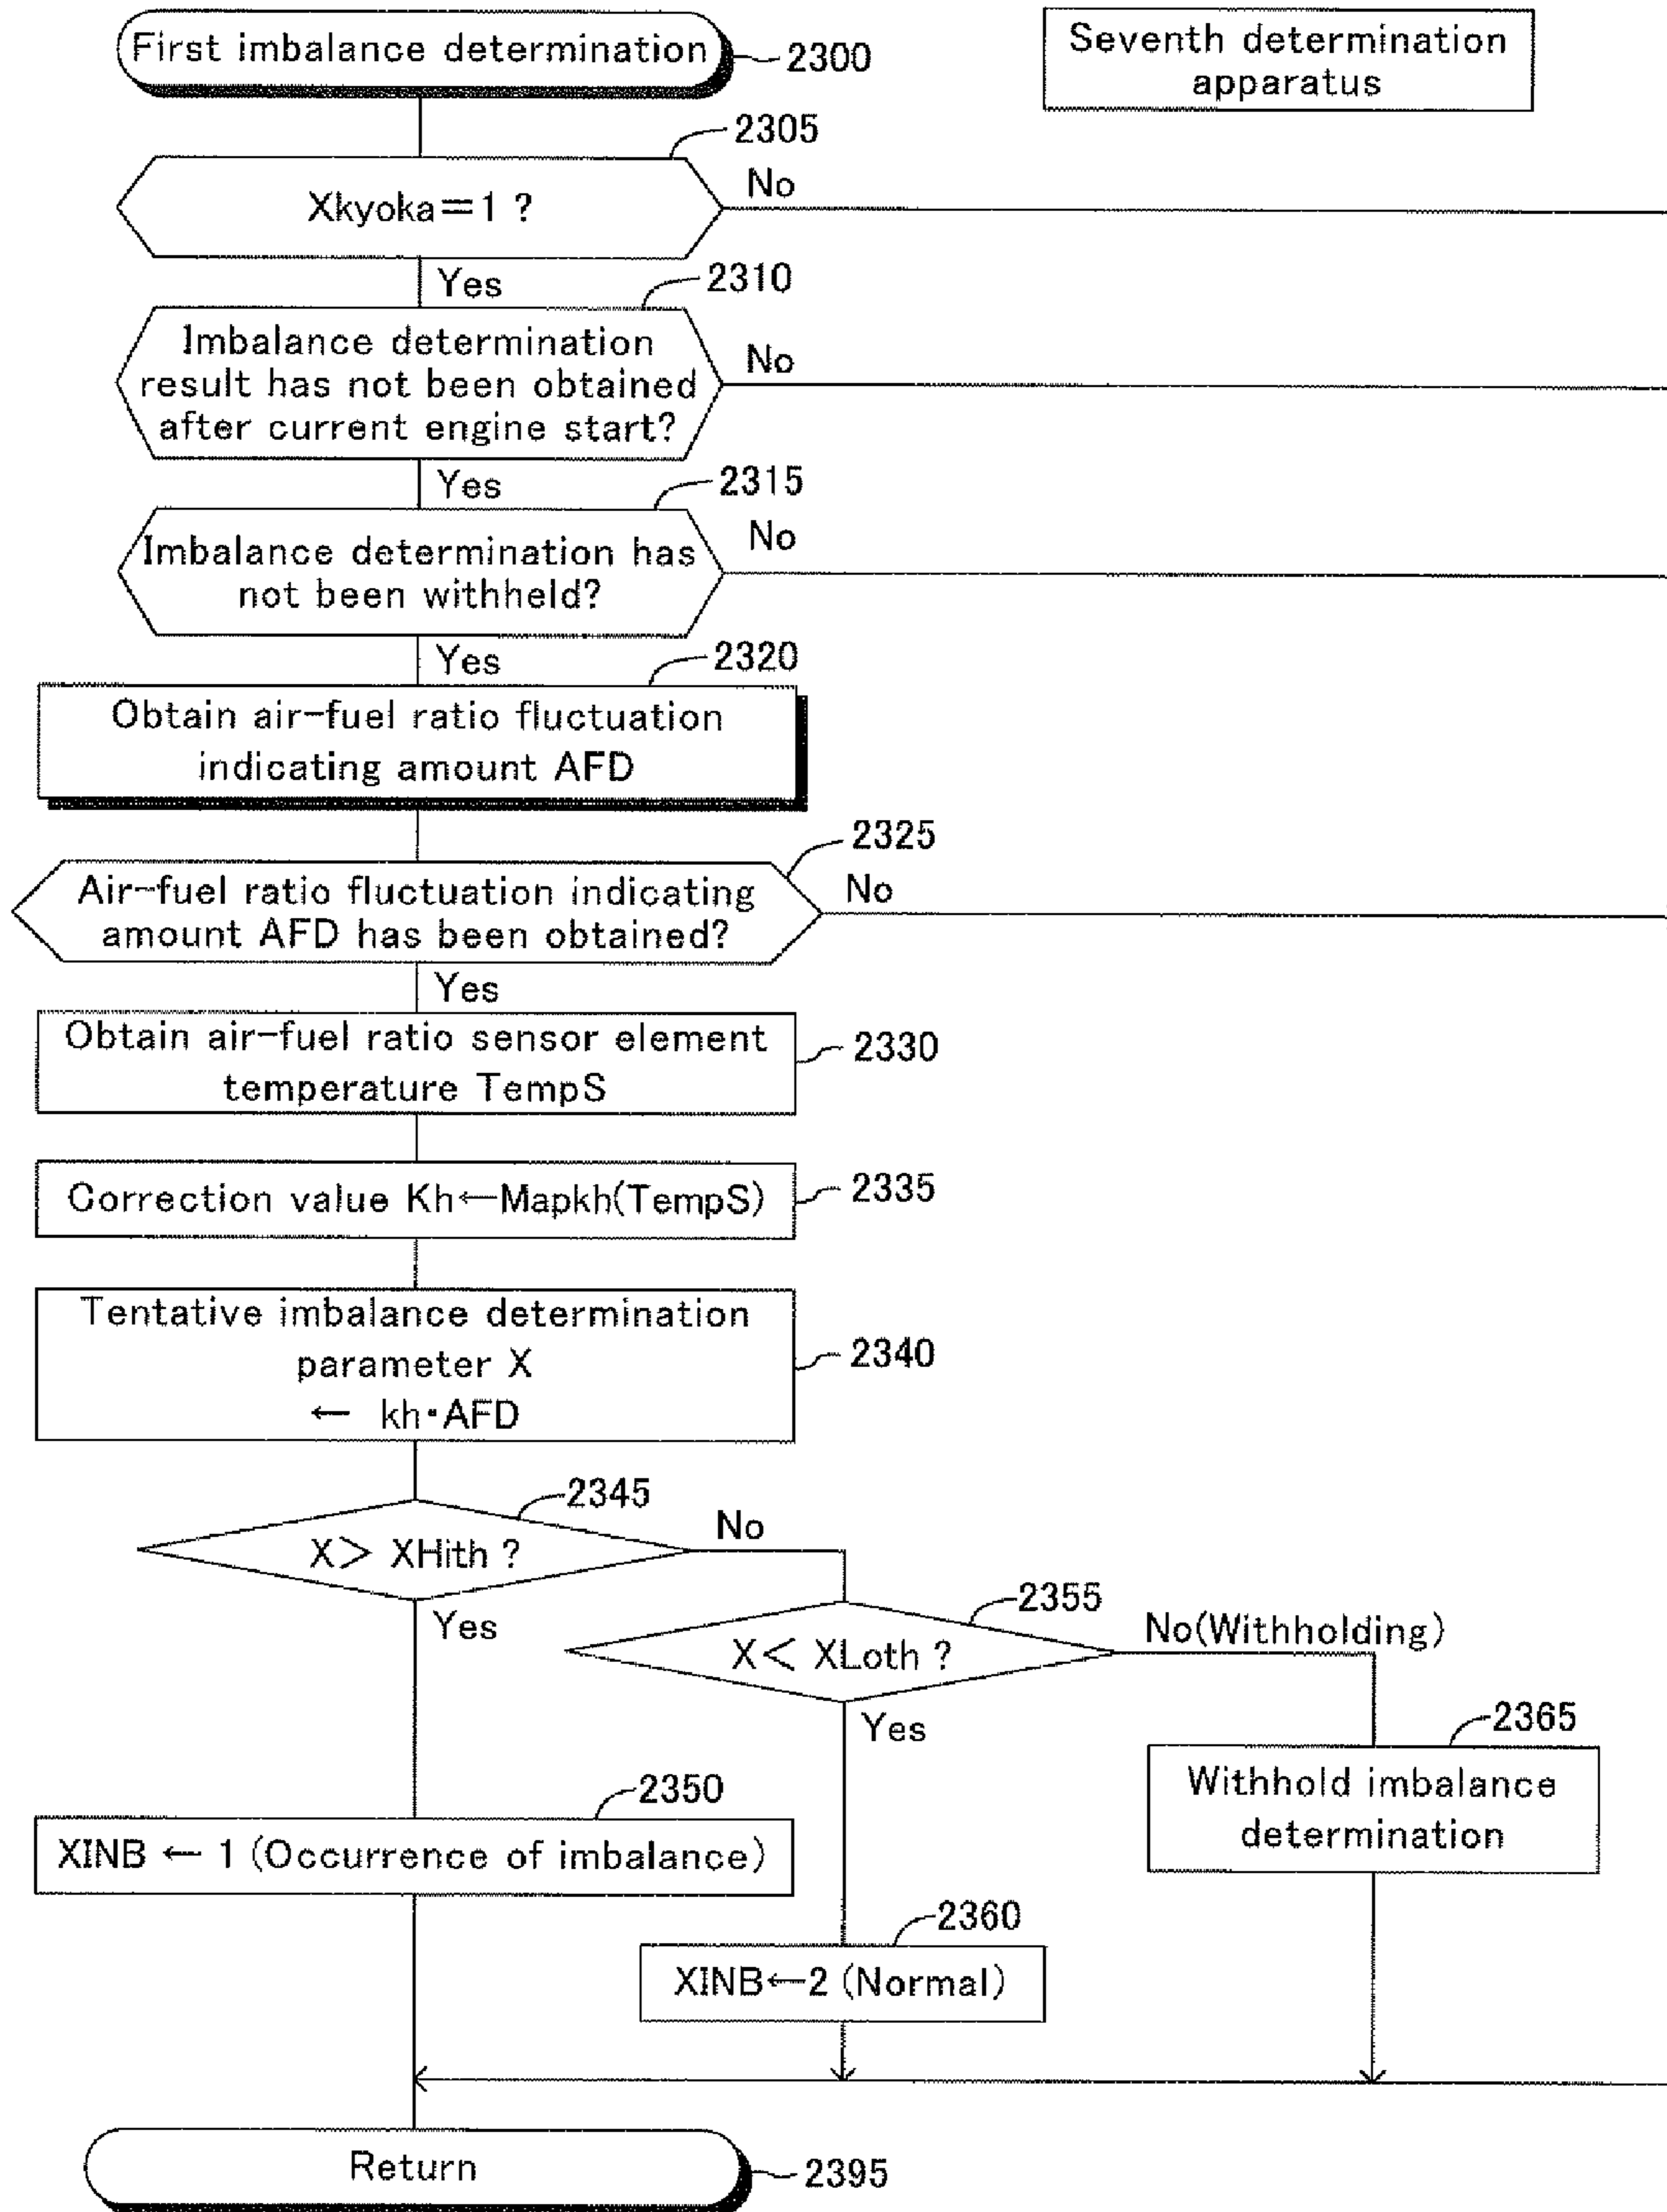 First imbalance determination
2300
Seventh determination
apparatus
2305
Xkyoka=1 ?
No
Yes
2310
Imbalance determination
result has not been obtained
after current engine start?
No
Yes
2315
Imbalance determination has
not been withheld?
No
Yes
2320
Obtain air-fuel ratio fluctuation
indicating amount AFD
2325
Air-fuel ratio fluctuation indicating
amount AFD has been obtained?
No
Yes
Obtain air-fuel ratio sensor element
temperature TempS
2330
Correction value Kh←Mapkh(TempS)
2335
Tentative imbalance determination
parameter X
← kh·AFD
2340
2345
X> XHith ?
No
Yes
2355
X< XLoth ?
No(Withholding)
Yes
2365
Withhold imbalance
determination
2350
XINB ← 1 (Occurrence of imbalance)
2360
XINB←2 (Normal)
Return
2395